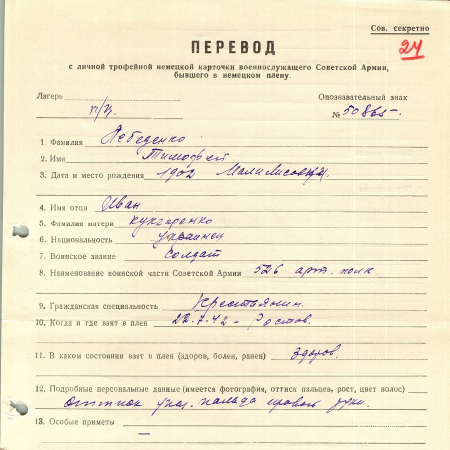 Сов. секретно
24
ПЕРЕВОД
с личной трофейной немецкой карточки военнослужащего Советской Армии,
бывшего в немецком плену.
Лагерь Опознавательный знак
п/ц. № 50865-
1. Фамилия Лебеденко
2. Имя Тимофей
3. Дата и место рождения 1902
4. Имя отца Иван
5. Фамилия матери
6. Национальность украинец
7. Воинское звание солдат
8. Наименование воинской части Советской Армии 526 арт. полк.
9. Гражданская специальность Крестьянин.
10. Когда и где взят в плен 22.7.42 - Ростов.
11. В каком состоянии взят в плен (здоров, болен, ранен) здоров.
12. Подробные персональные данные (имеется фотография, оттиск пальцев, рост, цвет волос)
оттиск указ. пальца правой руки.
13. Особые приметы —